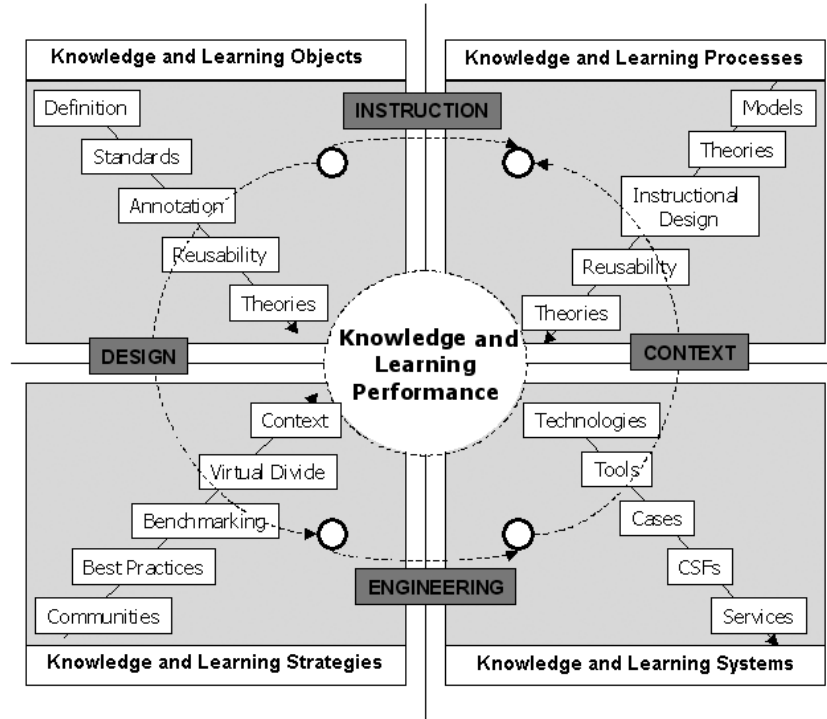 Knowledge and Learning Objects
Knowledge and Learning Processes
INSTRUCTION
Definition
Standards
Annotation
Reusability
Theories
Models
Theories
Instructional
Design
Reusability
Theories
DESIGN
Knowledge and
Learning
Performance
CONTEXT
Context
Virtual Divide
Benchmarking
Best Practices
Communities
Technologies
Tools
Cases
CSFs
Services
ENGINEERING
Knowledge and Learning Strategies
Knowledge and Learning Systems